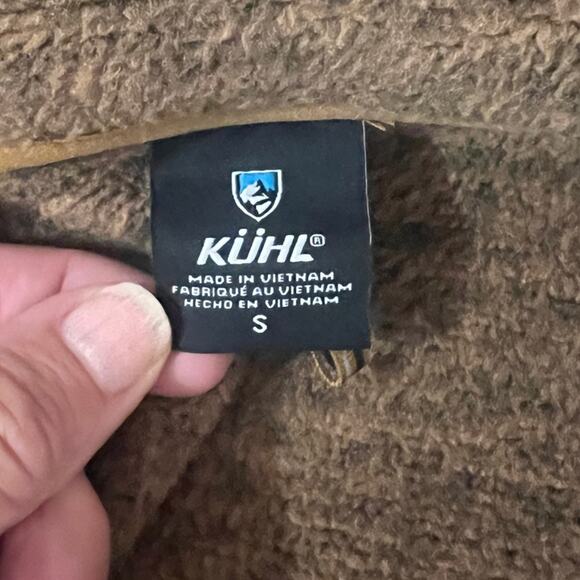 KÜHL®
MADE IN VIETNAM
FABRIQUÉ AU VIETNAM
HECHO EN VIETNAM
S